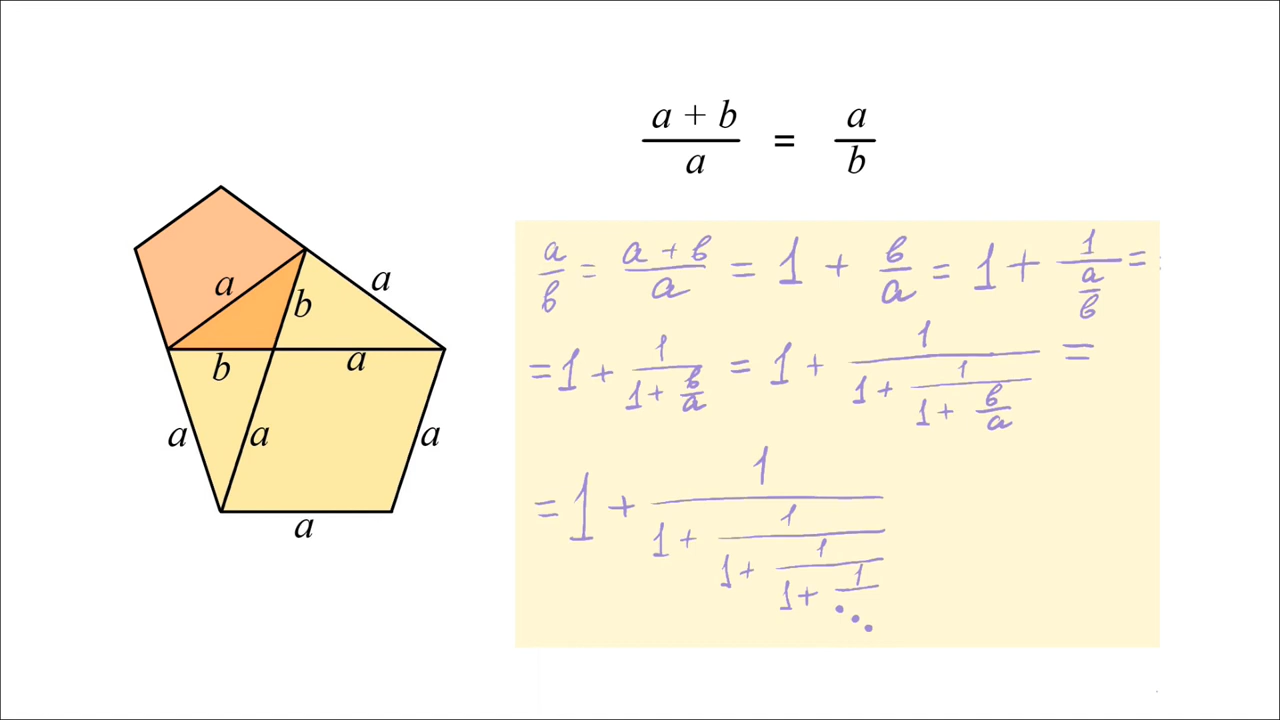 a + b / a = a / b
a
a
b
b
a
a
a
a
a
a/b = (a + b)/a = 1 + b/a = 1 + 1/(a/b) =
= 1 + 1/(1 + b/a) = 1 + 1/(1 + 1/(1 + b/a)) =
= 1 + 1/(1 + 1/(1 + 1/(1 + 1/⋱)))